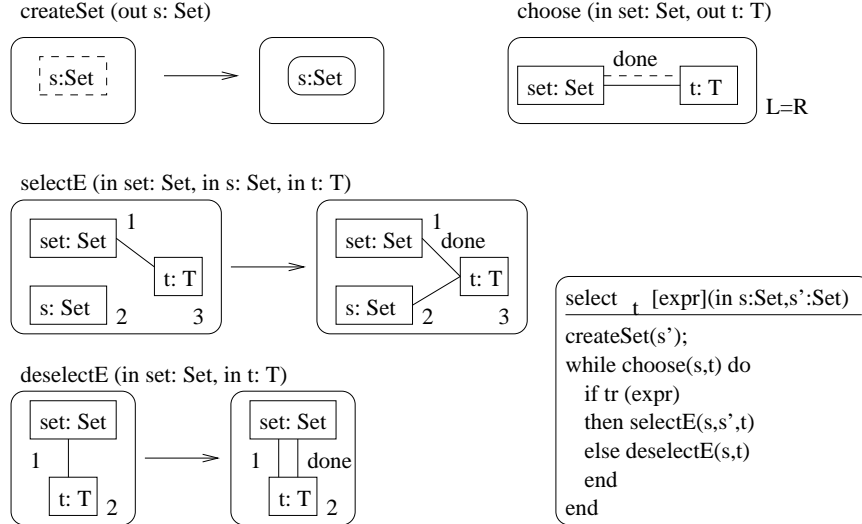 createSet (out s: Set)
s:Set
s:Set
choose (in set: Set, out t: T)
done
set: Set
t: T
L=R
selectE (in set: Set, in s: Set, in t: T)
1
set: Set
t: T
s: Set
2
3
1
set: Set
done
t: T
s: Set
2
3
deselectE (in set: Set, in t: T)
set: Set
1
t: T
2
set: Set
1
done
t: T
2
select t [expr](in s:Set,s':Set)
createSet(s');
while choose(s,t) do
if tr (expr)
then selectE(s,s',t)
else deselectE(s,t)
end
end